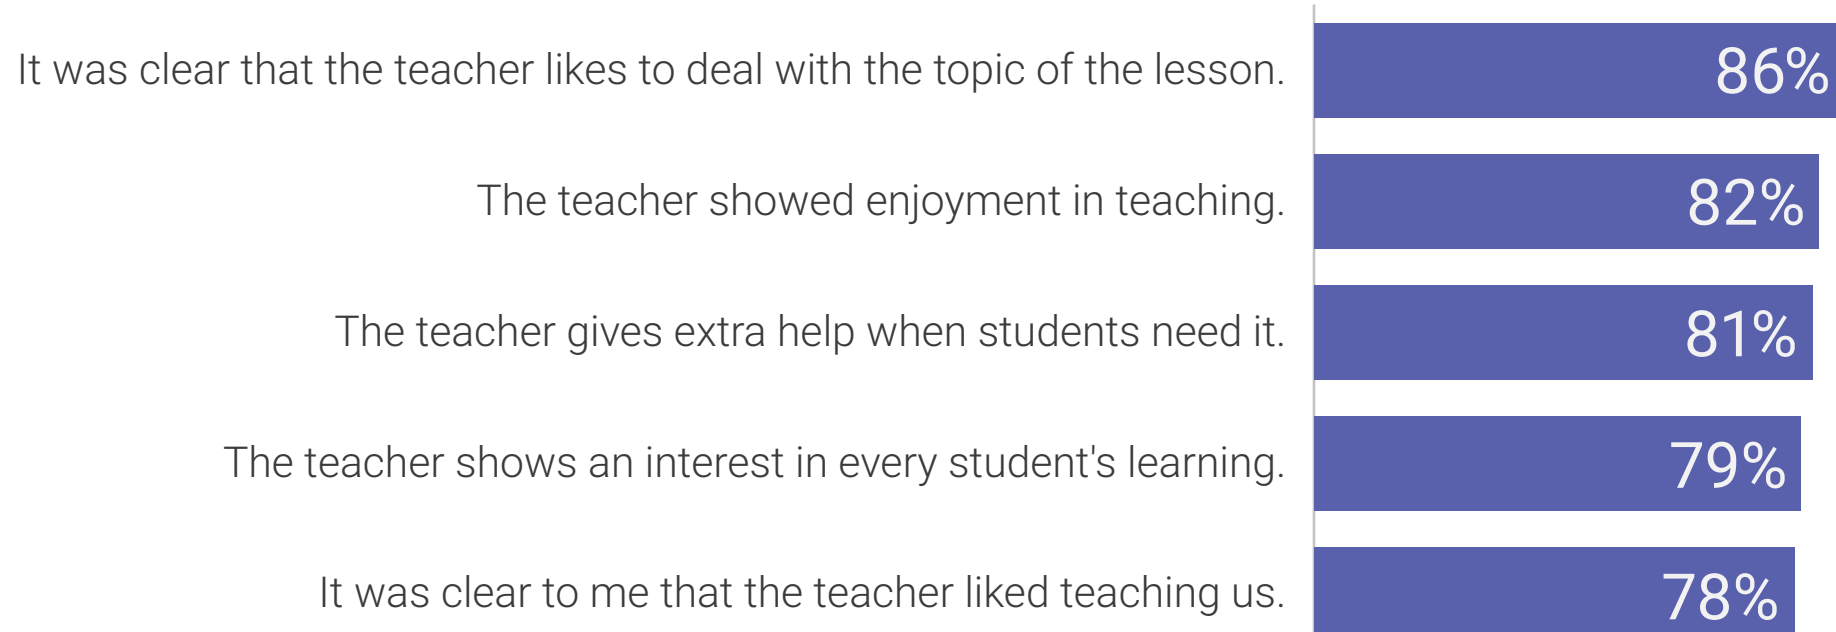 It was clear that the teacher likes to deal with the topic of the lesson. 86%
The teacher showed enjoyment in teaching. 82%
The teacher gives extra help when students need it. 81%
The teacher shows an interest in every student's learning. 79%
It was clear to me that the teacher liked teaching us. 78%